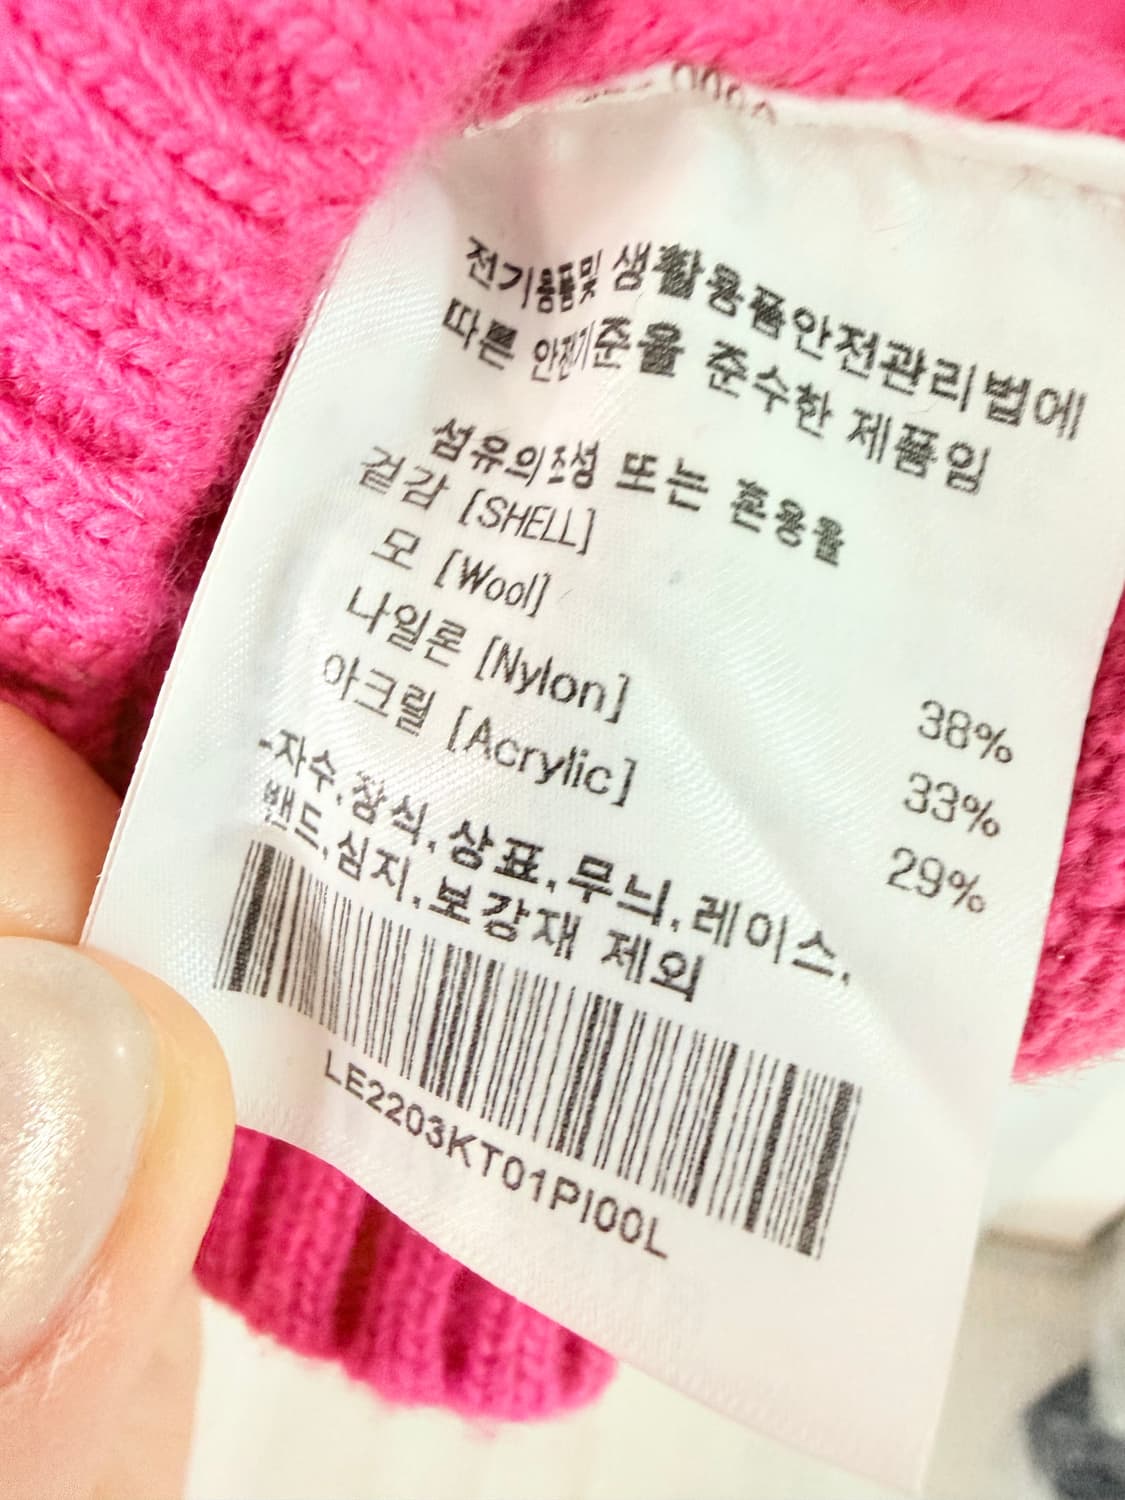 전기용품및 생활용품안전관리법에
따른 안전기준을 준수한 제품임
섬유의조성 또는 혼용율
겉감 [SHELL]
모 [Wool] 38%
나일론 [Nylon] 33%
아크릴 [Acrylic] 29%
-자수.장식.상표.무늬.레이스.
밴드.심지.보강재 제외
LE2203KT01PI00L